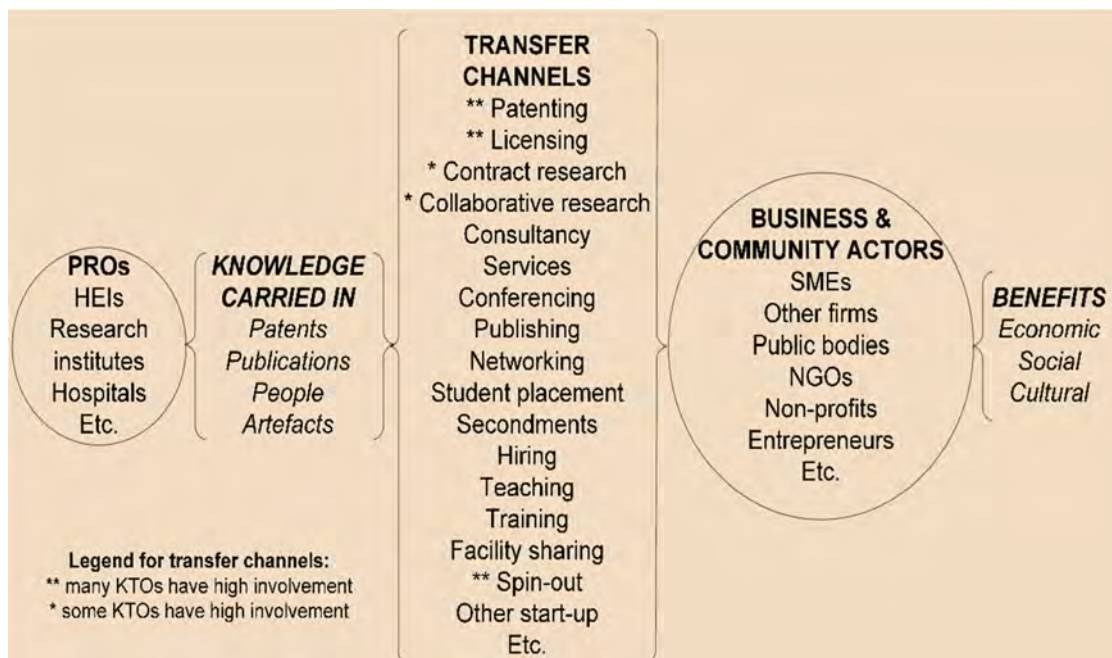 PROs
HEIs
Research
institutes
Hospitals
Etc.
KNOWLEDGE
CARRIED IN
Patents
Publications
People
Artefacts
TRANSFER
CHANNELS
** Patenting
** Licensing
* Contract research
* Collaborative research
Consultancy
Services
Conferencing
Publishing
Networking
Student placement
Secondments
Hiring
Teaching
Training
Facility sharing
** Spin-out
Other start-up
Etc.
BUSINESS &
COMMUNITY ACTORS
SMEs
Other firms
Public bodies
NGOs
Non-profits
Entrepreneurs
Etc.
BENEFITS
Economic
Social
Cultural
Legend for transfer channels:
** many KTOs have high involvement
* some KTOs have high involvement